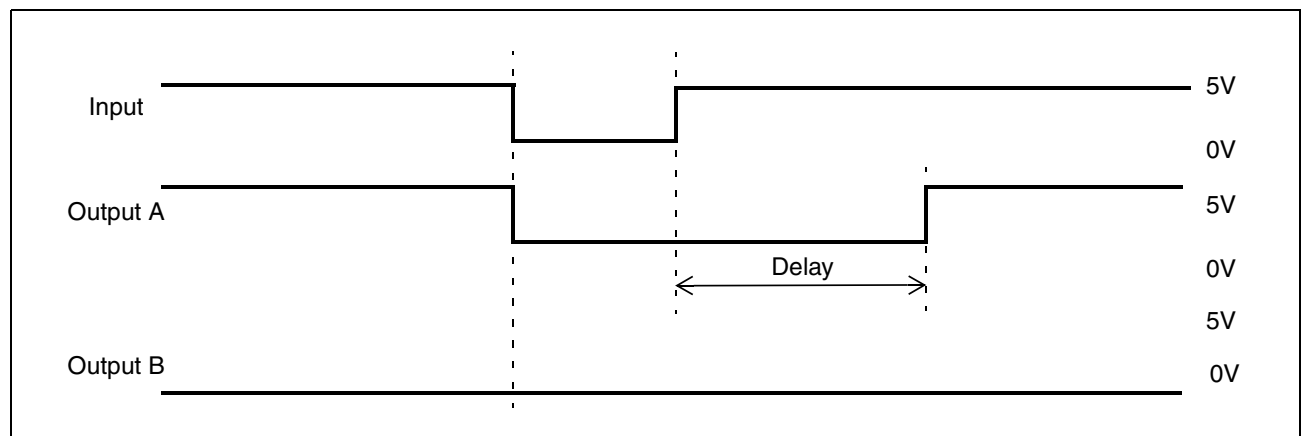 Input
5V
0V
Output A
5V
0V
Delay
5V
Output B
0V